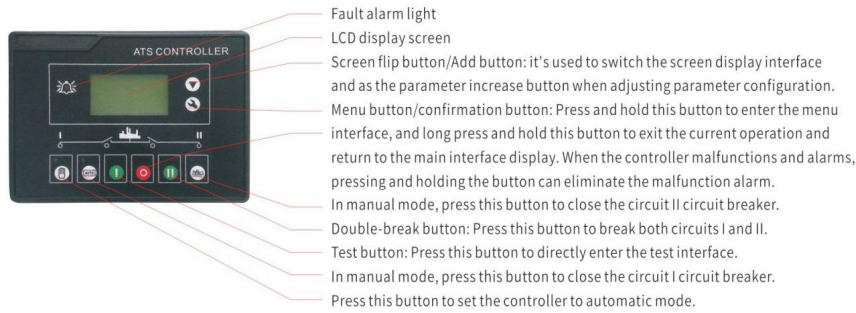 Fault alarm light
LCD display screen
ATS CONTROLLER
Screen flip button/Add button: it's used to switch the screen display interface
and as the parameter increase button when adjusting parameter configuration.
Menu button/confirmation button: Press and hold this button to enter the menu
interface, and long press and hold this button to exit the current operation and
return to the main interface display. When the controller malfunctions and alarms,
pressing and holding the button can eliminate the malfunction alarm.
I II
AUTO I O II
In manual mode, press this button to close the circuit II circuit breaker.
Double-break button: Press this button to break both circuits I and II.
Test button: Press this button to directly enter the test interface.
In manual mode, press this button to close the circuit I circuit breaker.
Press this button to set the controller to automatic mode.